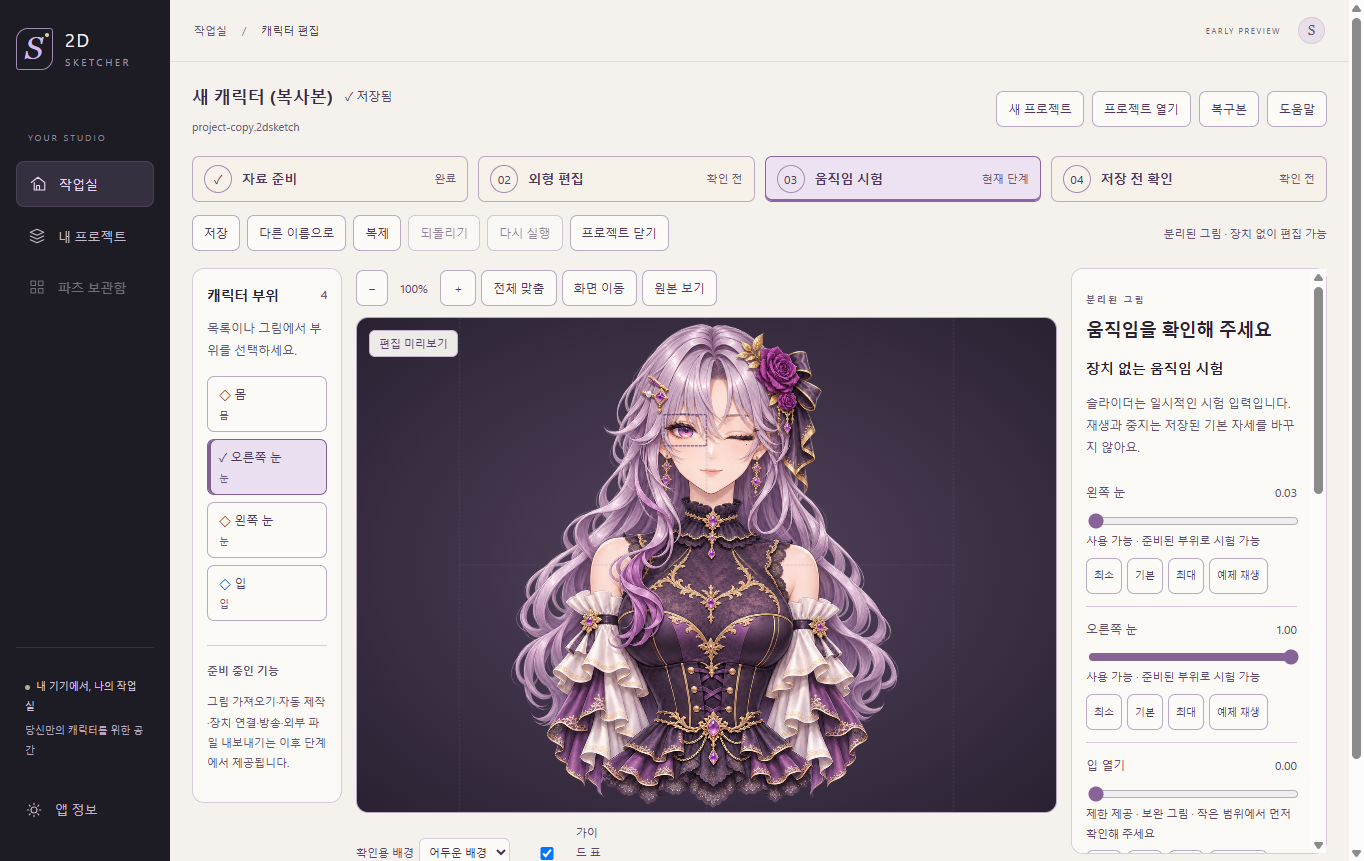 S
2D
SKETCHER
YOUR STUDIO
작업실
내 프로젝트
파츠 보관함
내 기기에서, 나의 작업
실
당신만의 캐릭터를 위한 공
간
앱 정보
작업실 / 캐릭터 편집
EARLY PREVIEW S
새 캐릭터 (복사본) ✓ 저장됨
project-copy.2dsketch
새 프로젝트 프로젝트 열기 복구본 도움말
✓ 자료 준비 완료
02 외형 편집 확인 전
03 움직임 시험 현재 단계
04 저장 전 확인 확인 전
저장 다른 이름으로 복제 되돌리기 다시 실행 프로젝트 닫기
분리된 그림 · 장치 없이 편집 가능
캐릭터 부위 4
목록이나 그림에서 부
위를 선택하세요.
◇ 몸
몸
✓ 오른쪽 눈
눈
◇ 왼쪽 눈
눈
◇ 입
입
준비 중인 기능
그림 가져오기·자동 제작
·장치 연결·방송·외부 파
일 내보내기는 이후 단계
에서 제공됩니다.
− 100% + 전체 맞춤 화면 이동 원본 보기
편집 미리보기
확인용 배경 어두운 배경
가이
드 표
분리된 그림
움직임을 확인해 주세요
장치 없는 움직임 시험
슬라이더는 일시적인 시험 입력입니다.
재생과 중지는 저장된 기본 자세를 바꾸
지 않아요.
왼쪽 눈 0.03
사용 가능 · 준비된 부위로 시험 가능
최소 기본 최대 예제 재생
오른쪽 눈 1.00
사용 가능 · 준비된 부위로 시험 가능
최소 기본 최대 예제 재생
입 열기 0.00
제한 제공 · 보완 그림 · 작은 범위에서 먼저
확인해 주세요